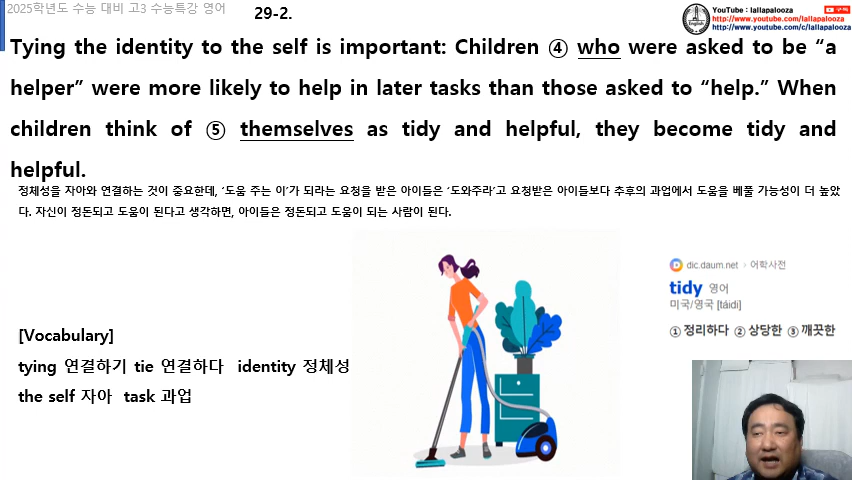 2025학년도 수능 대비 고3 수능특강 영어
29-2.
YouTube : lallapalooza 구독
http://www.youtube.com/lallapalooza
http://www.youtube.com/c/lallapalooza
Tying the identity to the self is important: Children ④ who were asked to be “a
helper” were more likely to help in later tasks than those asked to “help.” When
children think of ⑤ themselves as tidy and helpful, they become tidy and
helpful.
정체성을 자아와 연결하는 것이 중요한데, ‘도움 주는 이’가 되라는 요청을 받은 아이들은 ‘도와주라’고 요청받은 아이들보다 추후의 과업에서 도움을 베풀 가능성이 더 높았
다. 자신이 정돈되고 도움이 된다고 생각하면, 아이들은 정돈되고 도움이 되는 사람이 된다.
dic.daum.net › 어학사전
tidy 영어
미국/영국 [táidi]
① 정리하다 ② 상당한 ③ 깨끗한
[Vocabulary]
tying 연결하기 tie 연결하다 identity 정체성
the self 자아 task 과업